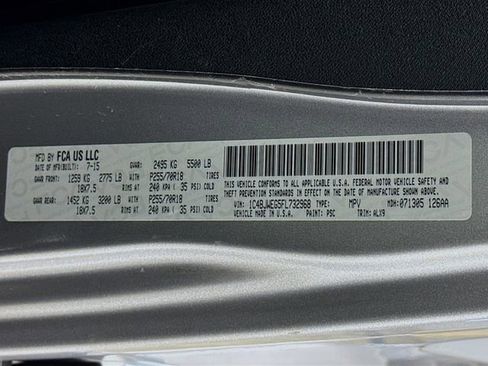 MFD BY FCA US LLC
DATE OF MFR(BUILT): 7-15 GVWR: 2495 KG 5500 LB
GAWR FRONT: 1259 KG 2775 LB WITH P255/70R18 TIRES
18X7.5 RIMS AT 240 KPA ( 35 PSI) COLD
GAWR REAR: 1452 KG 3200 LB WITH P255/70R18 TIRES
18X7.5 RIMS AT 240 KPA ( 35 PSI) COLD
THIS VEHICLE CONFORMS TO ALL APPLICABLE U.S.A. FEDERAL MOTOR VEHICLE SAFETY
AND THEFT PREVENTION STANDARDS IN EFFECT ON THE DATE OF MANUFACTURE SHOWN
ABOVE.
VIN: 1C4BJWEG5FL732968 TYPE: MPV MDH: 071305 126AA
VEHICLE MADE IN U.S.A. PAINT: PSC TRIM: ALX9